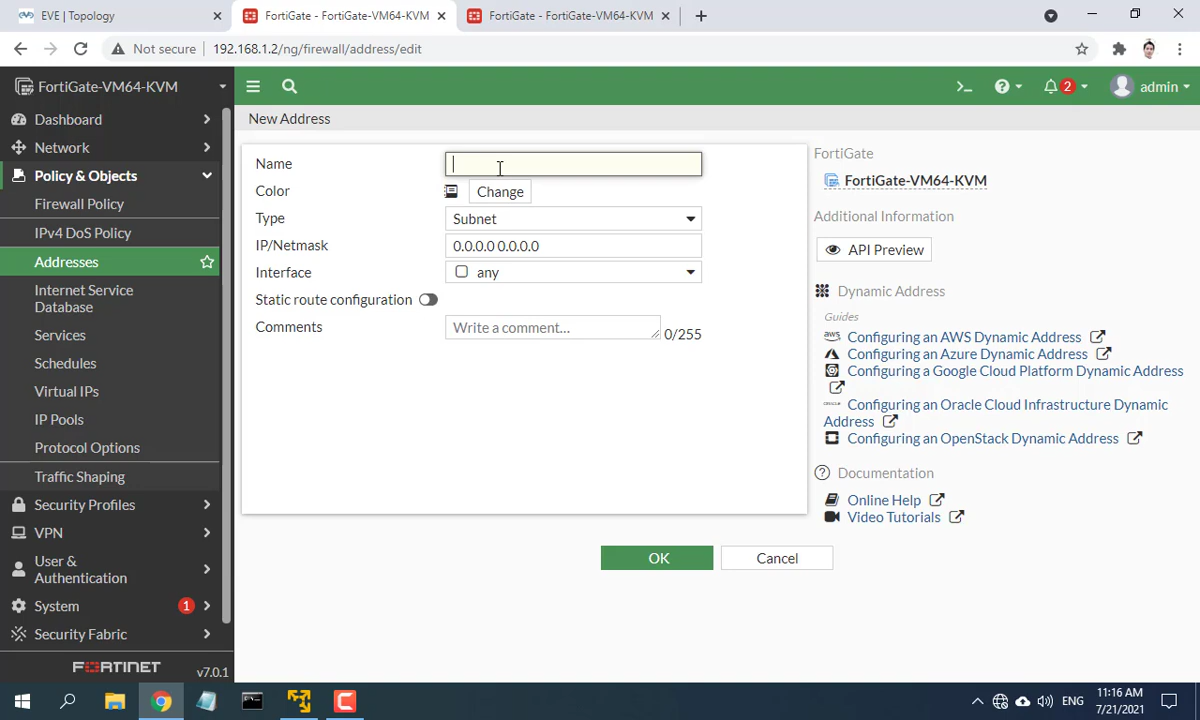 EVE | Topology
FortiGate - FortiGate-VM64-KVM
FortiGate - FortiGate-VM64-KVM
Not secure
192.168.1.2/ng/firewall/address/edit
FortiGate-VM64-KVM
2
admin
Dashboard
Network
Policy & Objects
Firewall Policy
IPv4 DoS Policy
Addresses
Internet Service
Database
Services
Schedules
Virtual IPs
IP Pools
Protocol Options
Traffic Shaping
Security Profiles
VPN
User &
Authentication
System
1
Security Fabric
FORTINET
v7.0.1
New Address
Name
Color
Change
Type
Subnet
IP/Netmask
0.0.0.0 0.0.0.0
Interface
any
Static route configuration
Comments
Write a comment...
0/255
OK
Cancel
FortiGate
FortiGate-VM64-KVM
Additional Information
API Preview
Dynamic Address
Guides
aws
Configuring an AWS Dynamic Address
Configuring an Azure Dynamic Address
Configuring a Google Cloud Platform Dynamic Address
Configuring an Oracle Cloud Infrastructure Dynamic
Address
Configuring an OpenStack Dynamic Address
Documentation
Online Help
Video Tutorials
ENG
11:16 AM
7/21/2021